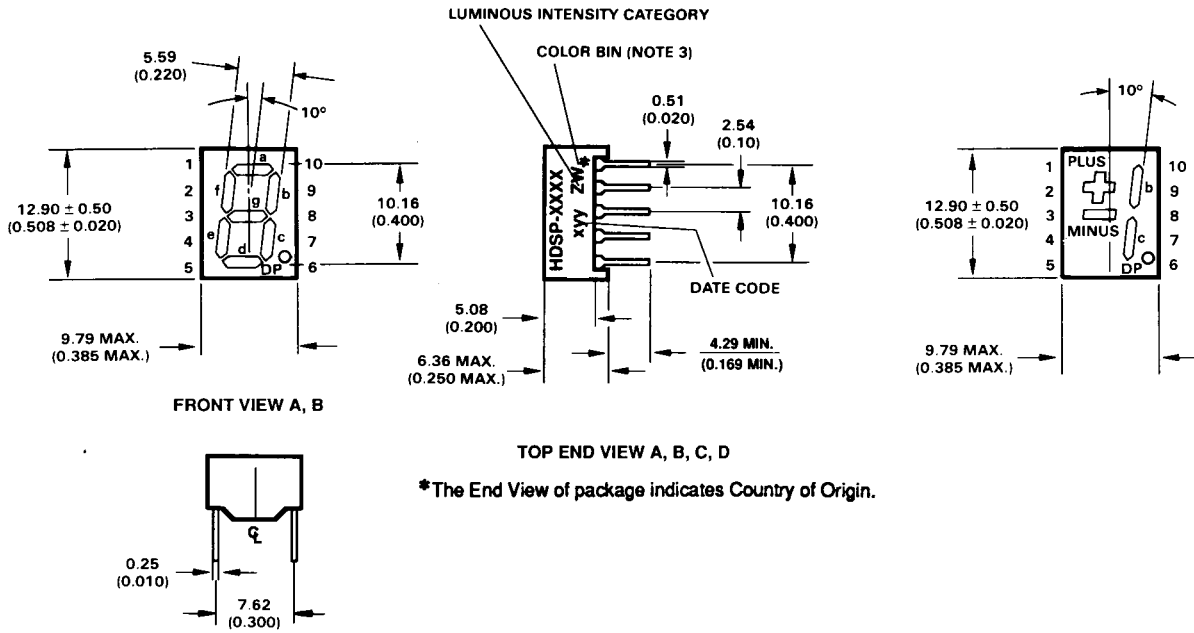 LUMINOUS INTENSITY CATEGORY
COLOR BIN (NOTE 3)
5.59
(0.220)
10°
1
2
3
4
5
a
f
b
g
e
c
d
DP
10
9
8
7
6
12.90 ± 0.50
(0.508 ± 0.020)
10.16
(0.400)
9.79 MAX.
(0.385 MAX.)
FRONT VIEW A, B
0.51
(0.020)
2.54
(0.10)
HDSP-XXXX
xyy ZW*
10.16
(0.400)
DATE CODE
5.08
(0.200)
6.36 MAX.
(0.250 MAX.)
4.29 MIN.
(0.169 MIN.)
TOP END VIEW A, B, C, D
*The End View of package indicates Country of Origin.
10°
1
2
3
4
5
PLUS
MINUS
b
c
DP
10
9
8
7
6
12.90 ± 0.50
(0.508 ± 0.020)
9.79 MAX.
(0.385 MAX.)
CL
0.25
(0.010)
7.62
(0.300)